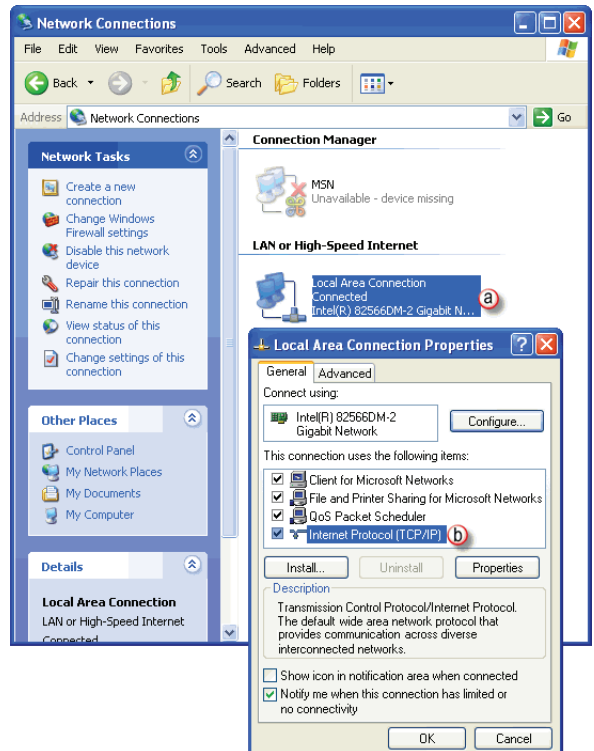 Network Connections
File Edit View Favorites Tools Advanced Help
Back Search Folders
Address Network Connections Go
Network Tasks
Create a new
connection
Change Windows
Firewall settings
Disable this network
device
Repair this connection
Rename this connection
View status of this
connection
Change settings of this
connection
Other Places
Control Panel
My Network Places
My Documents
My Computer
Details
Local Area Connection
LAN or High-Speed Internet
Connected
Connection Manager
MSN
Unavailable - device missing
LAN or High-Speed Internet
Local Area Connection
Connected
Intel(R) 82566DM-2 Gigabit N...
a
Local Area Connection Properties
General Advanced
Connect using:
Intel(R) 82566DM-2
Gigabit Network
Configure...
This connection uses the following items:
Client for Microsoft Networks
File and Printer Sharing for Microsoft Networks
QoS Packet Scheduler
Internet Protocol (TCP/IP) b
Install... Uninstall Properties
Description
Transmission Control Protocol/Internet Protocol.
The default wide area network protocol that
provides communication across diverse
interconnected networks.
Show icon in notification area when connected
Notify me when this connection has limited or
no connectivity
OK Cancel